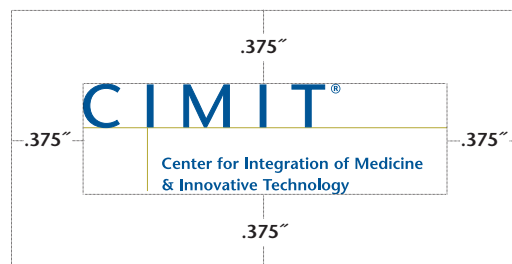 .375˝
CIMIT®
.375˝
.375˝
Center for Integration of Medicine
& Innovative Technology
.375˝